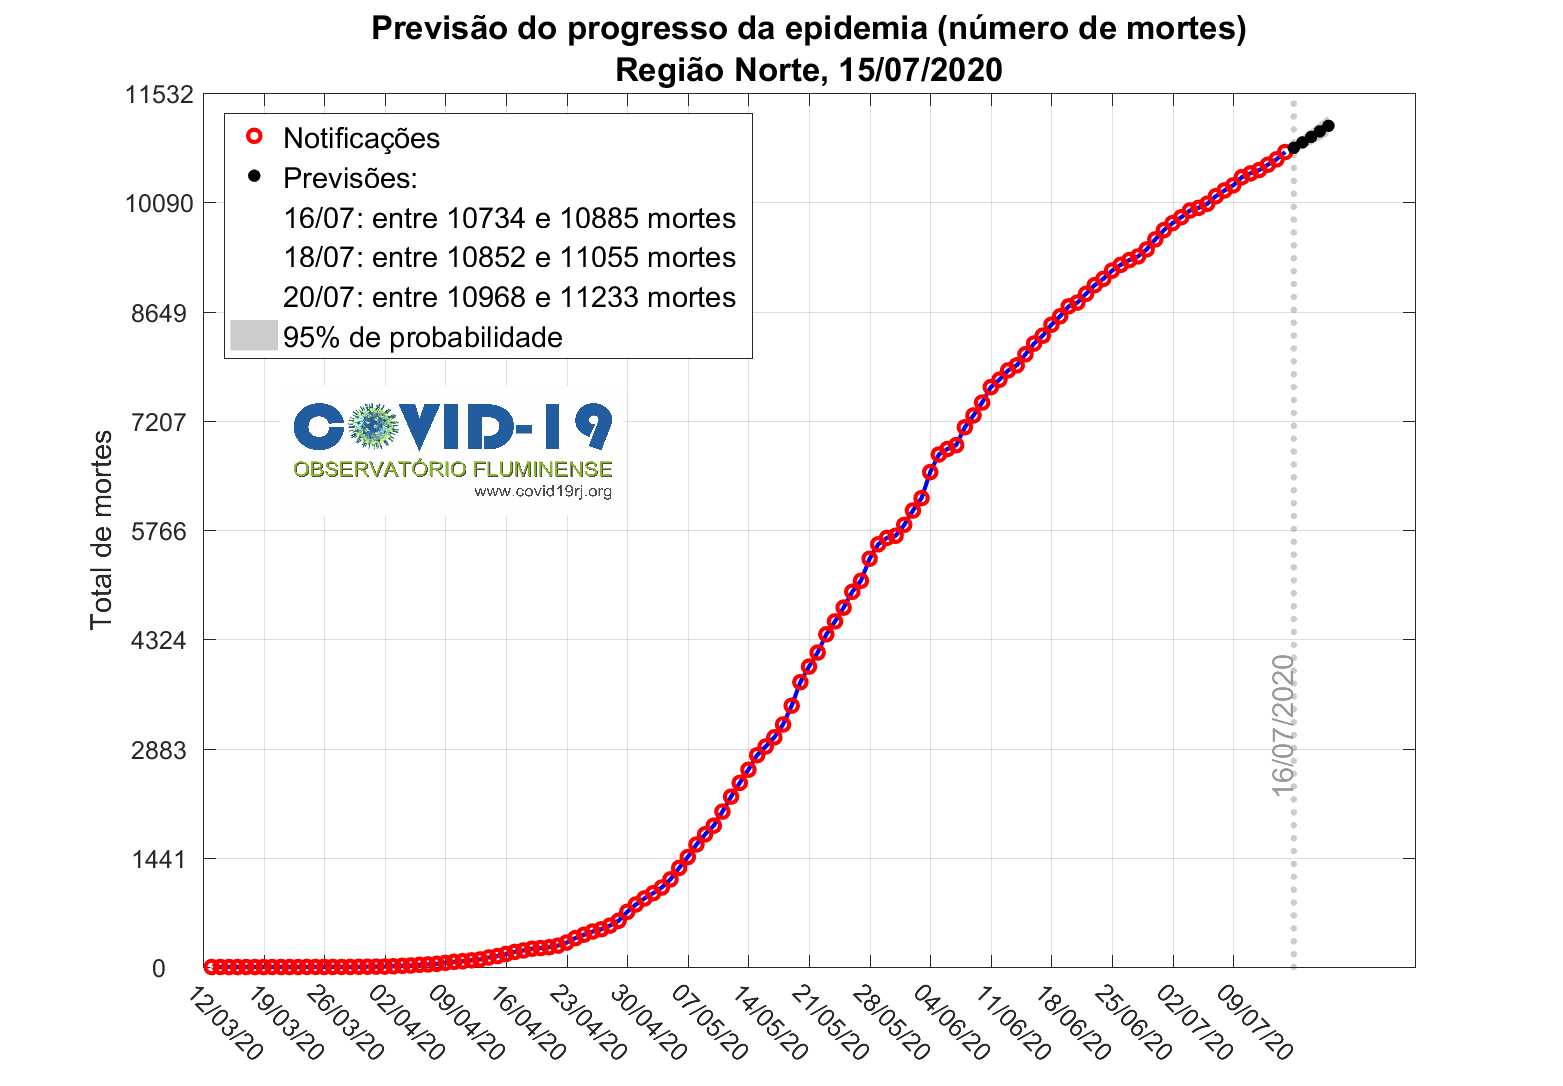 Previsão do progresso da epidemia (número de mortes)
Região Norte, 15/07/2020
Notificações
Previsões:
16/07: entre 10734 e 10885 mortes
18/07: entre 10852 e 11055 mortes
20/07: entre 10968 e 11233 mortes
95% de probabilidade
COVID-19
OBSERVATÓRIO FLUMINENSE
www.covid19rj.org
Total de mortes
11532
10090
8649
7207
5766
4324
2883
1441
0
16/07/2020
12/03/20
19/03/20
26/03/20
02/04/20
09/04/20
16/04/20
23/04/20
30/04/20
07/05/20
14/05/20
21/05/20
28/05/20
04/06/20
11/06/20
18/06/20
25/06/20
02/07/20
09/07/20